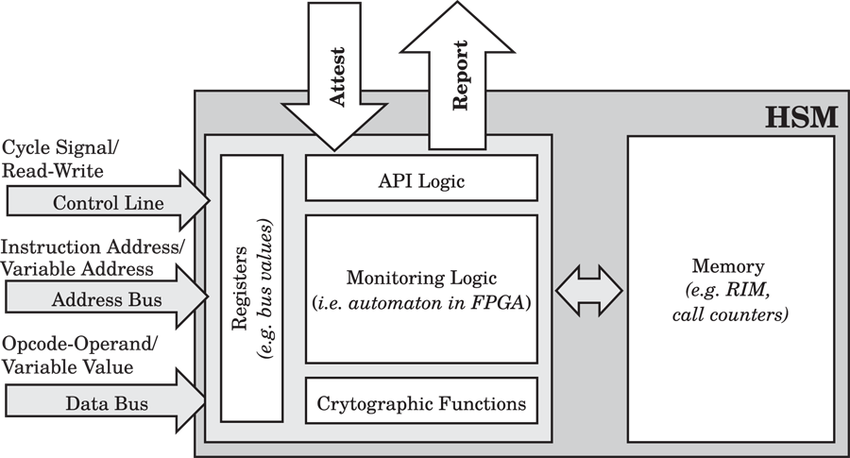 Attest
Report
HSM
Cycle Signal/
Read-Write
Control Line
Instruction Address/
Variable Address
Address Bus
Opcode-Operand/
Variable Value
Data Bus
Registers
(e.g. bus values)
API Logic
Monitoring Logic
(i.e. automaton in FPGA)
Crytographic Functions
Memory
(e.g. RIM,
call counters)